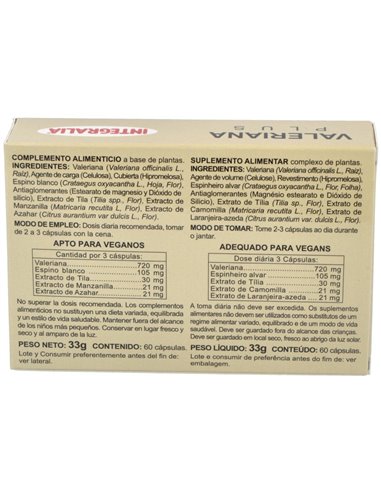 VALERIANA
PLUS
INTEGRALIA
COMPLEMENTO ALIMENTICIO a base de plantas.
INGREDIENTES: Valeriana (Valeriana officinalis L.,
Raíz), Agente de carga (Celulosa), Cubierta (Hipromelosa),
Espino blanco (Crataegus oxyacantha L., Hoja, Flor),
Antiaglomerantes (Estearato de magnesio y Dióxido de
silicio), Extracto de Tila (Tilia sp., Flor), Extracto de
Manzanilla (Matricaria recutita L., Flor), Extracto de
Azahar (Citrus aurantium var dulcis L., Flor).
MODO DE EMPLEO: Dosis diaria recomendada, tomar
de 2 a 3 cápsulas con la cena.
APTO PARA VEGANOS
Cantidad por 3 cápsulas:
Valeriana 720 mg
Espino blanco 105 mg
Extracto de Tila 30 mg
Extracto de Manzanilla 21 mg
Extracto de Azahar 21 mg
No superar la dosis recomendada. Los complementos
alimenticios no sustituyen una dieta variada, equilibrada
y un estilo de vida saludable. Mantener fuera del alcance
de los niños más pequeños. Conservar en lugar fresco y
seco y al amparo de la luz.
PESO NETO: 33g CONTENIDO: 60 cápsulas.
Lote y Consumir preferentemente antes del fin de:
ver lateral.
SUPLEMENTO ALIMENTAR complexo de plantas.
INGREDIENTES: Valeriana (Valeriana officinalis L., Raiz),
Agente de volume (Celulose), Revestimento (Hipromelose),
Espinheiro alvar (Crataegus oxyacantha L., Flor, Folha),
Antiaglomerantes (Estearato de magnésio e Dióxido de
Silício), Extrato de Tília (Tilia sp., Flor), Extrato de
Camomilla (Matricaria recutita L., Flor), Extrato de
Laranjeira-azeda (Citrus aurantium var dulcis L., Flor).
MODO DE TOMAR: Tome 2-3 cápsulas ao dia durante
o jantar.
ADEQUADO PARA VEGANS
Dose diária 3 Cápsulas:
Valeriana 720 mg
Espinheiro alvar 105 mg
Extrato de Tília 30 mg
Extrato de Camomilla 21 mg
Extrato de Laranjeira-azeda 21 mg
A toma diária não deve ser excedida. Os suplementos
alimentares não devem ser utilizados como substitutos de um
regime alimentar variado, equilibrado e de um modo de vida
saudável. Deve ser guardado fora do alcance das crianças.
Deve ser guardado em local seco, fresco ao abrigo da luz solar.
PESO LÍQUIDO: 33g CONTEÚDO: 60 cápsulas.
Lote e Consumir de preferência antes do fim de: ver
embalagem.